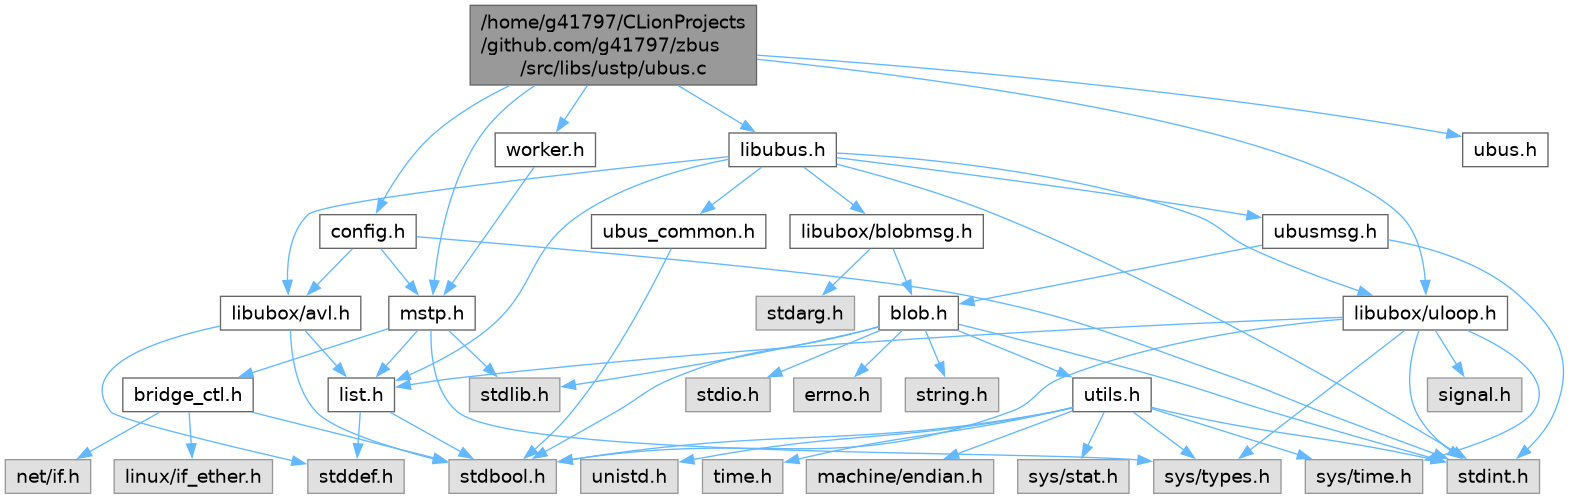 /home/g41797/CLionProjects
/github.com/g41797/zbus
/src/libs/ustp/ubus.c
worker.h
libubus.h
ubus.h
config.h
ubus_common.h
libubox/blobmsg.h
ubusmsg.h
libubox/avl.h
mstp.h
stdarg.h
blob.h
libubox/uloop.h
bridge_ctl.h
list.h
stdlib.h
stdio.h
errno.h
string.h
utils.h
signal.h
net/if.h
linux/if_ether.h
stddef.h
stdbool.h
unistd.h
time.h
machine/endian.h
sys/stat.h
sys/types.h
sys/time.h
stdint.h